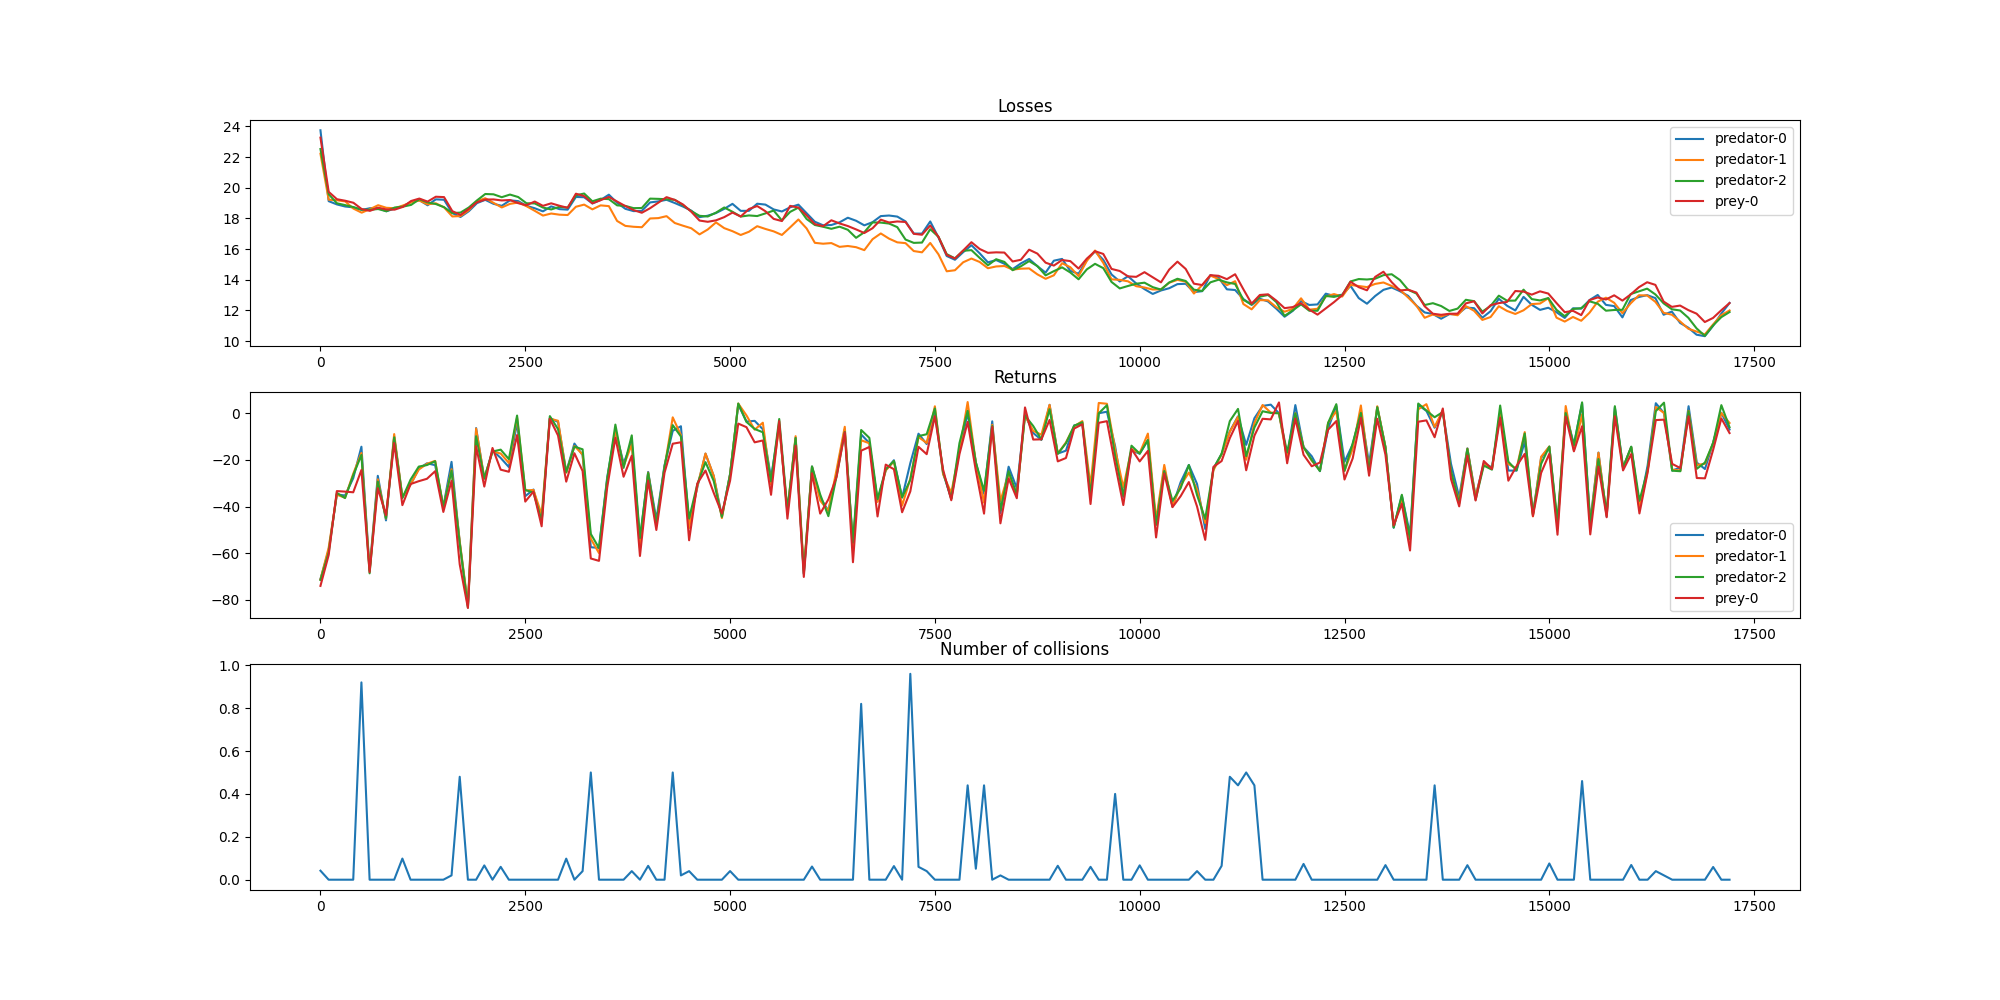 Losses
24
22
20
18
16
14
12
10
predator-0
predator-1
predator-2
prey-0
0 2500 5000 7500 10000 12500 15000 17500
Returns
0
−20
−40
−60
−80
predator-0
predator-1
predator-2
prey-0
0 2500 5000 7500 10000 12500 15000 17500
Number of collisions
1.0
0.8
0.6
0.4
0.2
0.0
0 2500 5000 7500 10000 12500 15000 17500